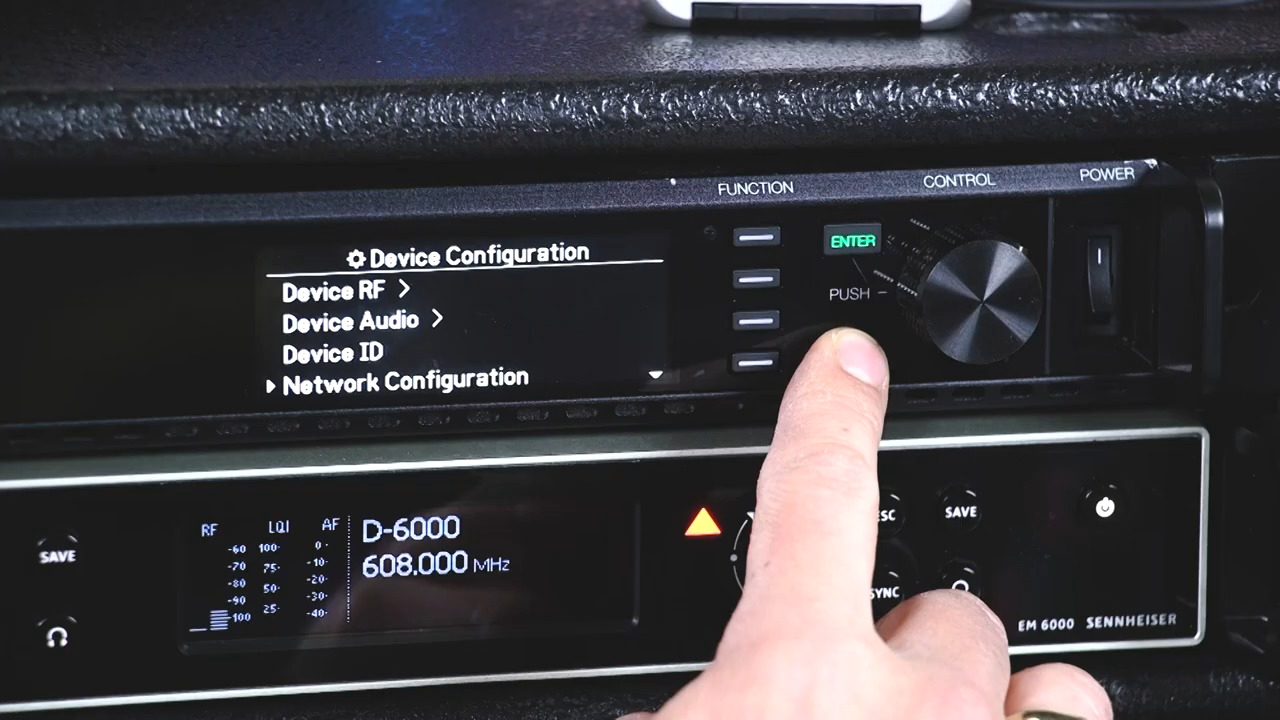 FUNCTION
CONTROL
POWER
ENTER
PUSH
Device Configuration
Device RF >
Device Audio >
Device ID
Network Configuration
RF LQI AF
-60 100- 0-
-70 75- -10-
-80 50- -20-
-90 25- -30-
-100 -40-
D-6000
608.000 MHz
SAVE
ESC
SAVE
SYNC
EM 6000 SENNHEISER